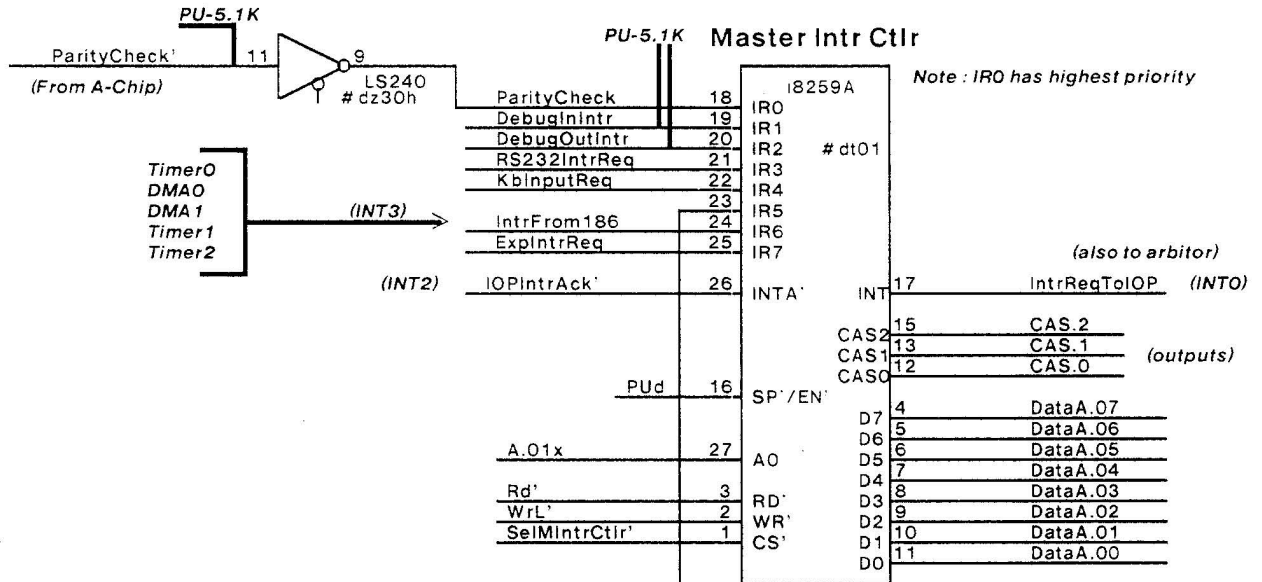 PU-5.1K
ParityCheck'
11
9
(From A-Chip)
LS240
# dz30h
PU-5.1K
Master Intr Ctlr
Note : IR0 has highest priority
i8259A
# dt01
ParityCheck 18 IR0
DebugInIntr 19 IR1
DebugOutIntr 20 IR2
RS232IntrReq 21 IR3
KbInputReq 22 IR4
23 IR5
IntrFrom186 24 IR6
ExpIntrReq 25 IR7
Timer0
DMA0
DMA1
Timer1
Timer2
(INT3)
(INT2)
IOPIntrAck' 26 INTA'
(also to arbitor)
INT 17 IntrReqToIOP (INT0)
CAS2 15 CAS.2
CAS1 13 CAS.1
CAS0 12 CAS.0
(outputs)
PUd 16 SP'/EN'
D7 4 DataA.07
D6 5 DataA.06
D5 6 DataA.05
D4 7 DataA.04
D3 8 DataA.03
D2 9 DataA.02
D1 10 DataA.01
D0 11 DataA.00
A.01x 27 A0
Rd' 3 RD'
WrL' 2 WR'
SelMIntrCtlr' 1 CS'